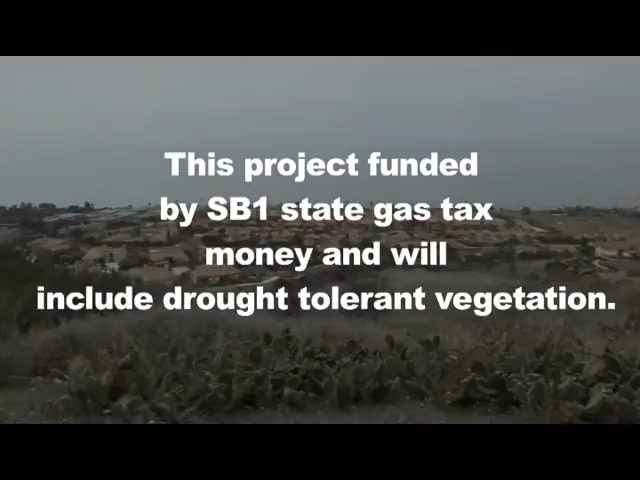 This project funded
by SB1 state gas tax
money and will
include drought tolerant vegetation.